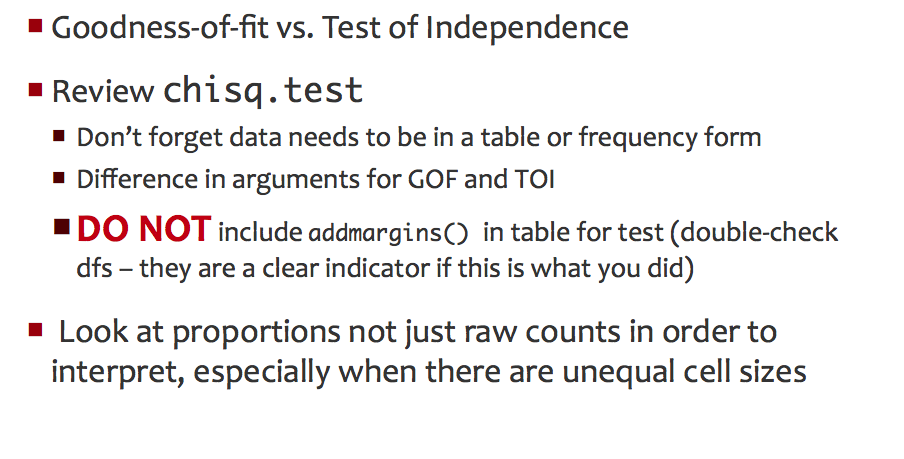 Goodness-of-fit vs. Test of Independence
Review chisq.test
Don’t forget data needs to be in a table or frequency form
Difference in arguments for GOF and TOI
DO NOT include addmargins() in table for test (double-check
dfs – they are a clear indicator if this is what you did)
Look at proportions not just raw counts in order to
interpret, especially when there are unequal cell sizes